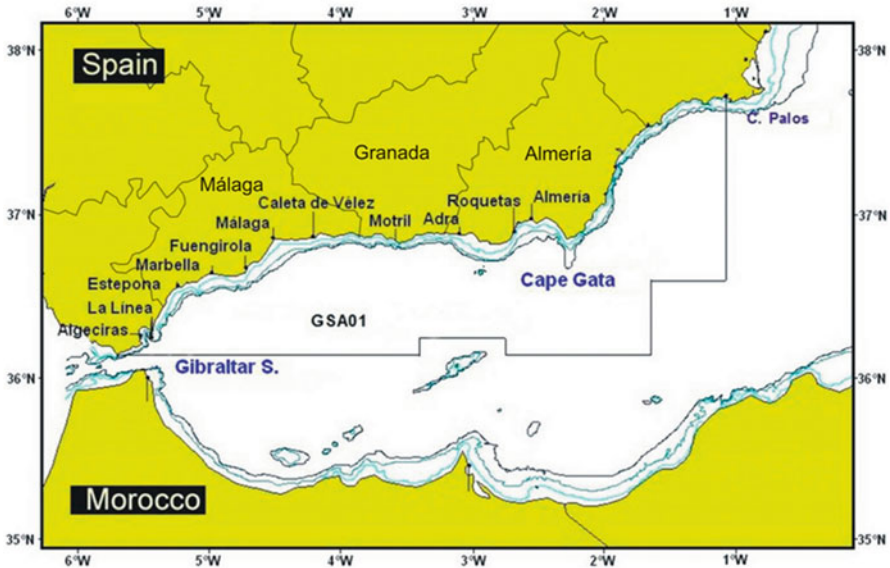 6°W 5°W 4°W 3°W 2°W 1°W
38°N 38°N
Spain
C. Palos
Granada Almería
Málaga
Caleta de Vélez Roquetas Almería
37°N 37°N
Málaga Motril Adra
Fuengirola
Marbella
Cape Gata
Estepona
La Línea
GSA01
Algeciras
Gibraltar S.
36°N 36°N
Morocco
35°N 35°N
6°W 5°W 4°W 3°W 2°W 1°W